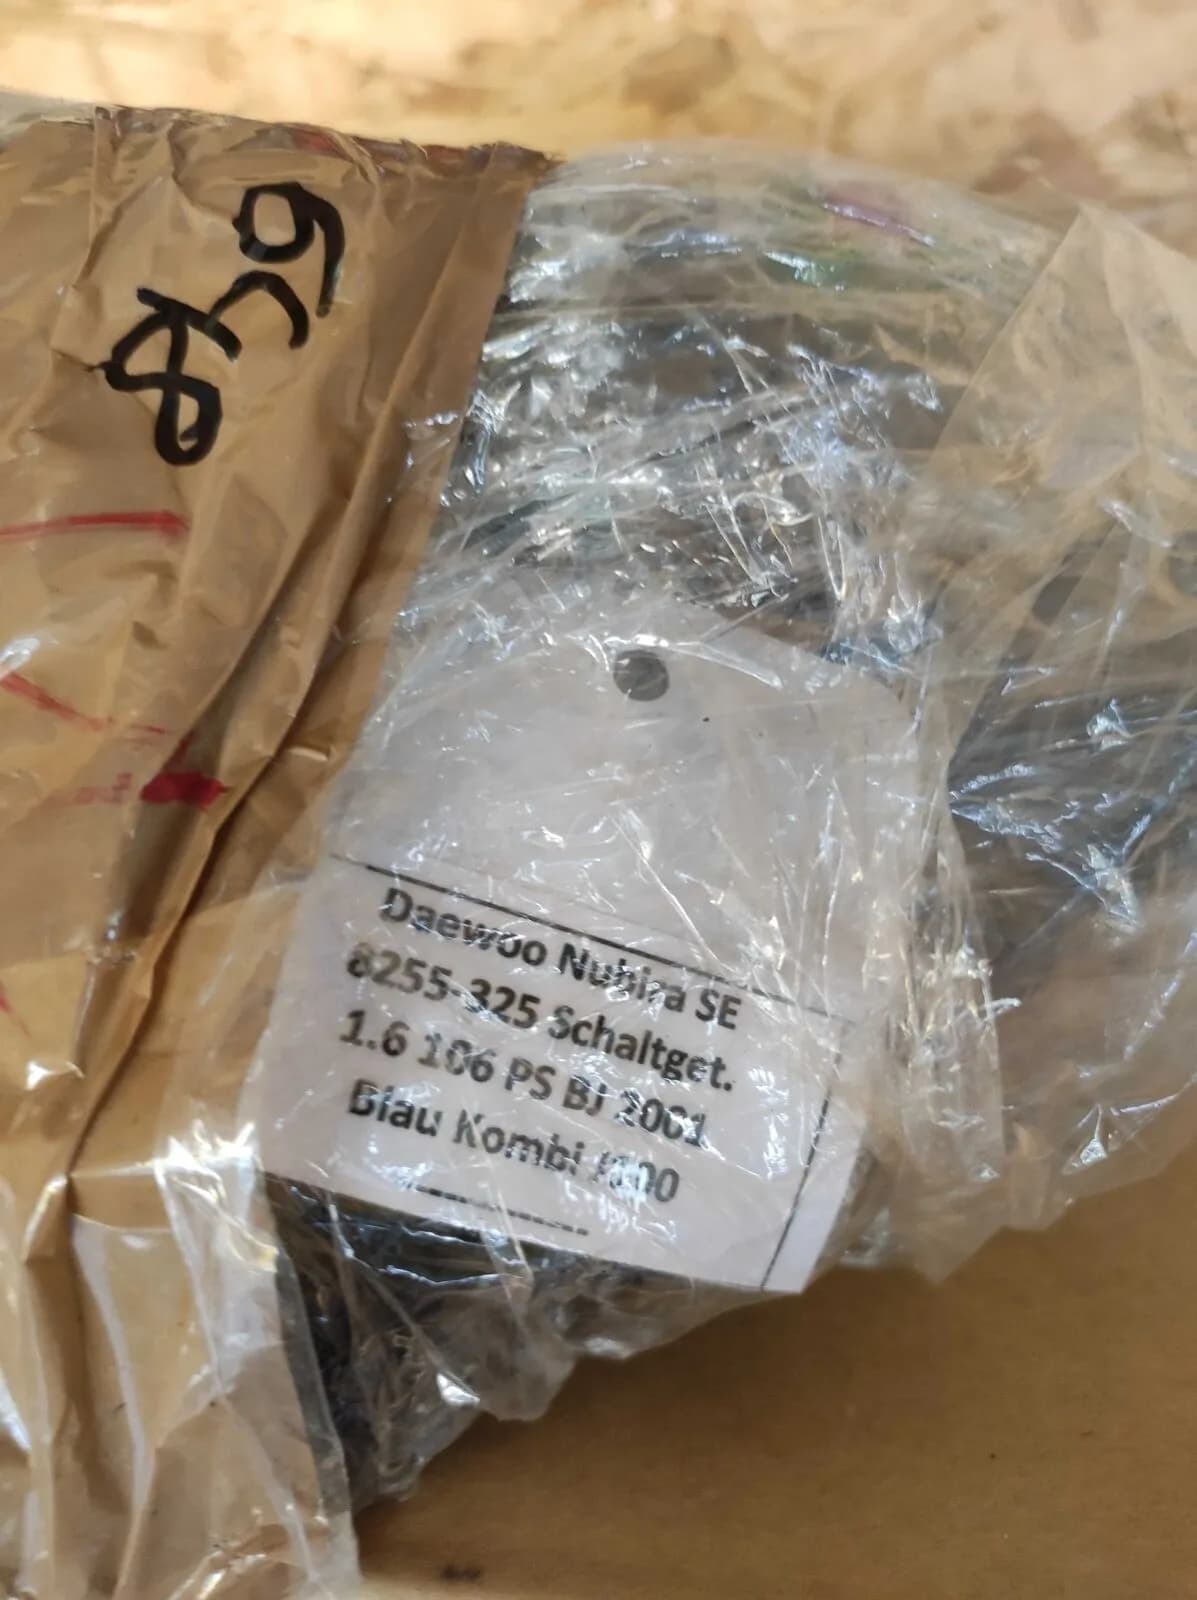 Daewoo Nubira SE
8255-325 Schaltget.
1.6 106 PS BJ 2001
Blau Kombi